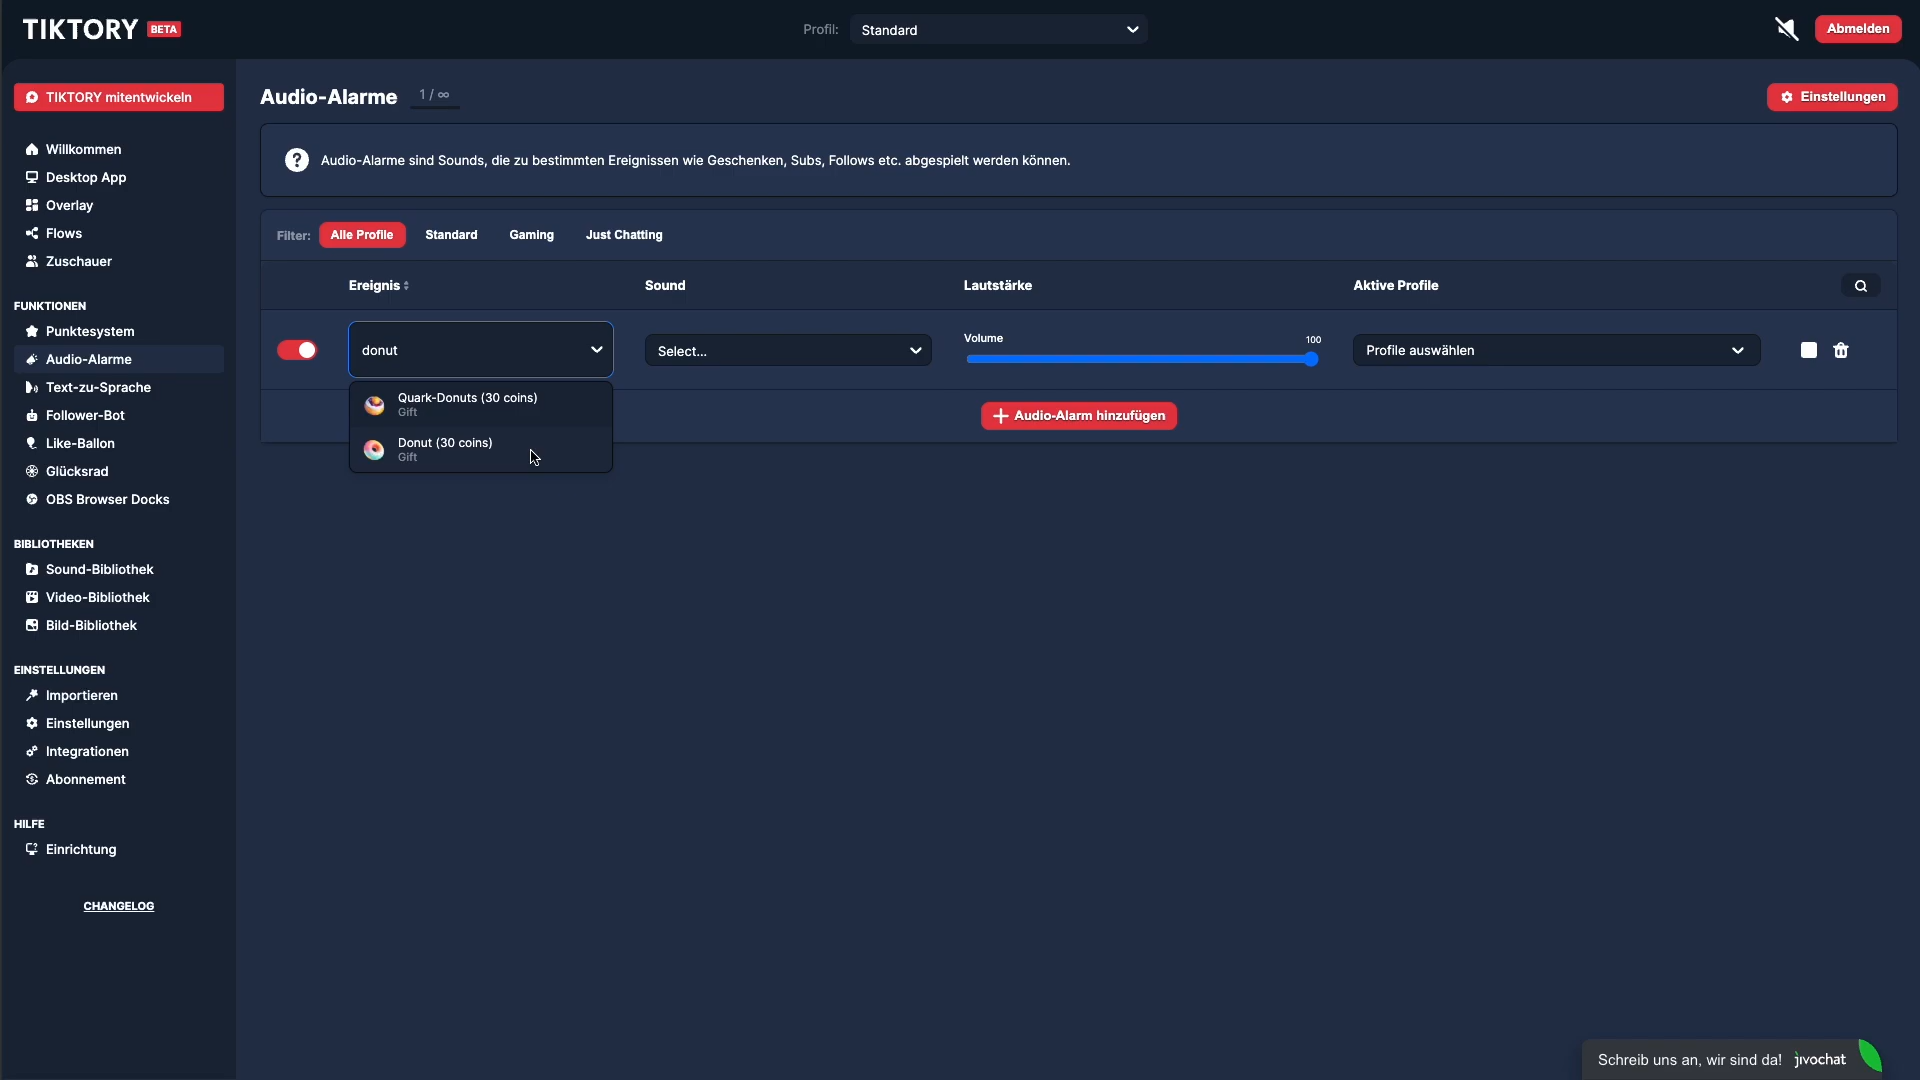 TIKTORY BETA
Profil: Standard
Abmelden
TIKTORY mitentwickeln
Willkommen
Desktop App
Overlay
Flows
Zuschauer
FUNKTIONEN
Punktesystem
Audio-Alarme
Text-zu-Sprache
Follower-Bot
Like-Ballon
Glücksrad
OBS Browser Docks
BIBLIOTHEKEN
Sound-Bibliothek
Video-Bibliothek
Bild-Bibliothek
EINSTELLUNGEN
Importieren
Einstellungen
Integrationen
Abonnement
HILFE
Einrichtung
CHANGELOG
Audio-Alarme 1 / ∞
Einstellungen
Audio-Alarme sind Sounds, die zu bestimmten Ereignissen wie Geschenken, Subs, Follows etc. abgespielt werden können.
Filter: Alle Profile Standard Gaming Just Chatting
Ereignis Sound Lautstärke Aktive Profile
donut Select... Volume 100 Profile auswählen
Quark-Donuts (30 coins)
Gift
Donut (30 coins)
Gift
Audio-Alarm hinzufügen
Schreib uns an, wir sind da! jivochat